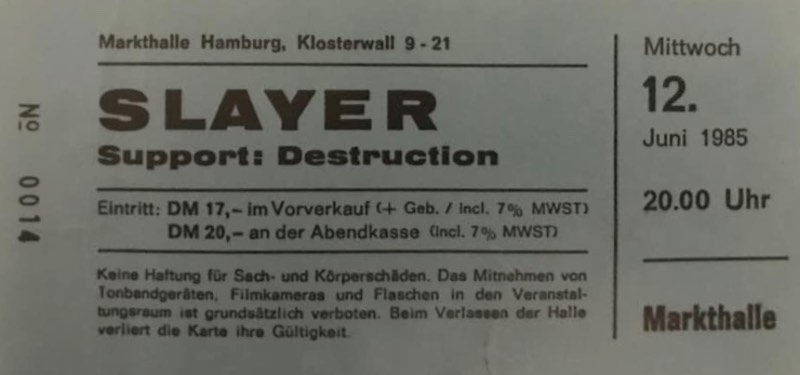 Markthalle Hamburg, Klosterwall 9 - 21
SLAYER
Support: Destruction
Eintritt: DM 17,– im Vorverkauf (+ Geb. / incl. 7% MWST)
DM 20,– an der Abendkasse (incl. 7% MWST)
Keine Haftung für Sach- und Körperschäden. Das Mitnehmen von
Tonbandgeräten, Filmkameras und Flaschen in den Veranstal-
tungsraum ist grundsätzlich verboten. Beim Verlassen der Halle
verliert die Karte ihre Gültigkeit.
Mittwoch
12.
Juni 1985
20.00 Uhr
Markthalle
№ 0014